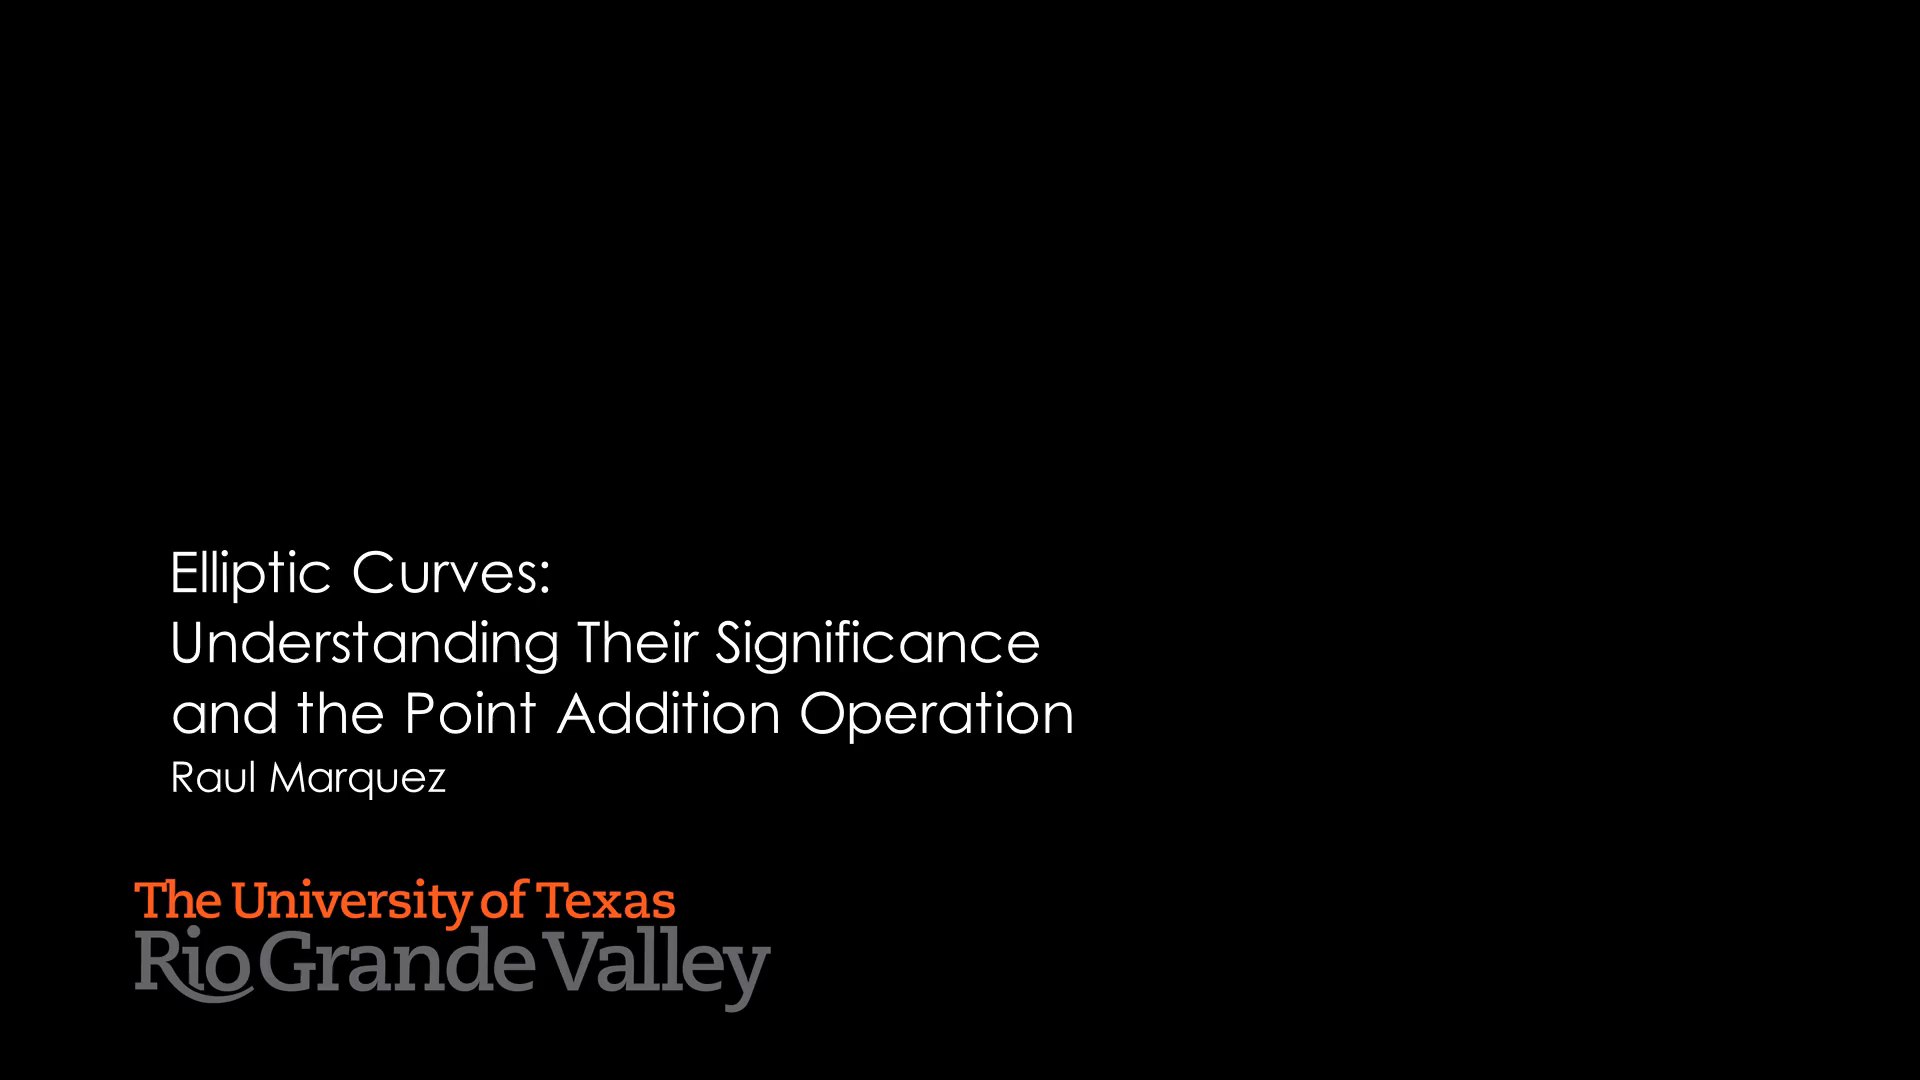 Elliptic Curves:
Understanding Their Significance
and the Point Addition Operation
Raul Marquez
The University of Texas
Rio Grande Valley